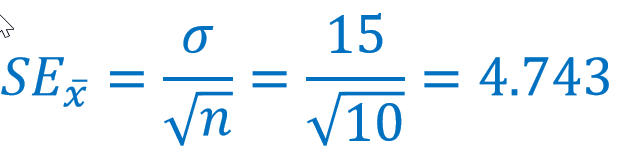 SE_x̄ = σ/√n = 15/√10 = 4.743